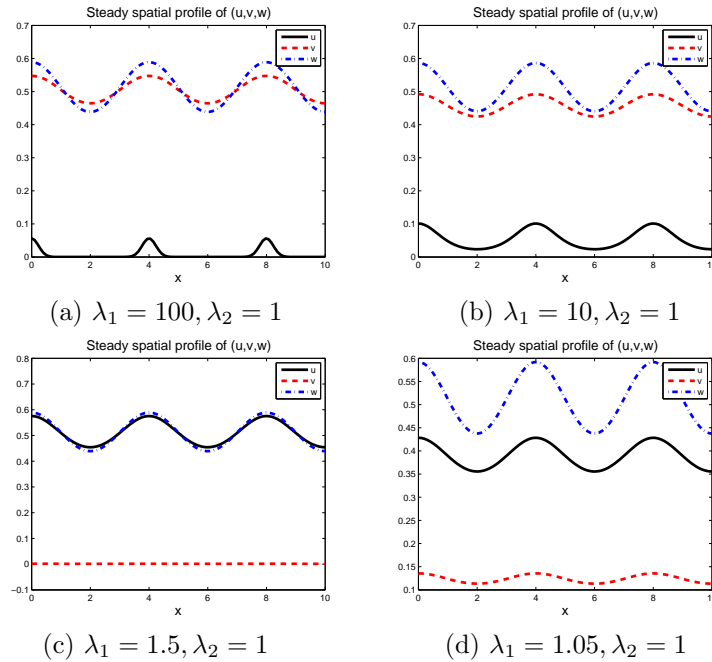 Steady spatial profile of (u,v,w)
0.7
0.6
0.5
0.4
0.3
0.2
0.1
0
0 2 4 6 8 10
x
u
v
w
(a) λ₁ = 100, λ₂ = 1
Steady spatial profile of (u,v,w)
0.7
0.6
0.5
0.4
0.3
0.2
0.1
0
0 2 4 6 8 1
x
u
v
w
(b) λ₁ = 10, λ₂ = 1
Steady spatial profile of (u,v,w)
0.8
0.7
0.6
0.5
0.4
0.3
0.2
0.1
0
−0.1
0 2 4 6 8 10
x
u
v
w
(c) λ₁ = 1.5, λ₂ = 1
Steady spatial profile of (u,v,w)
0.6
0.55
0.5
0.45
0.4
0.35
0.3
0.25
0.2
0.15
0.1
0 2 4 6 8 1
x
u
v
w
(d) λ₁ = 1.05, λ₂ = 1